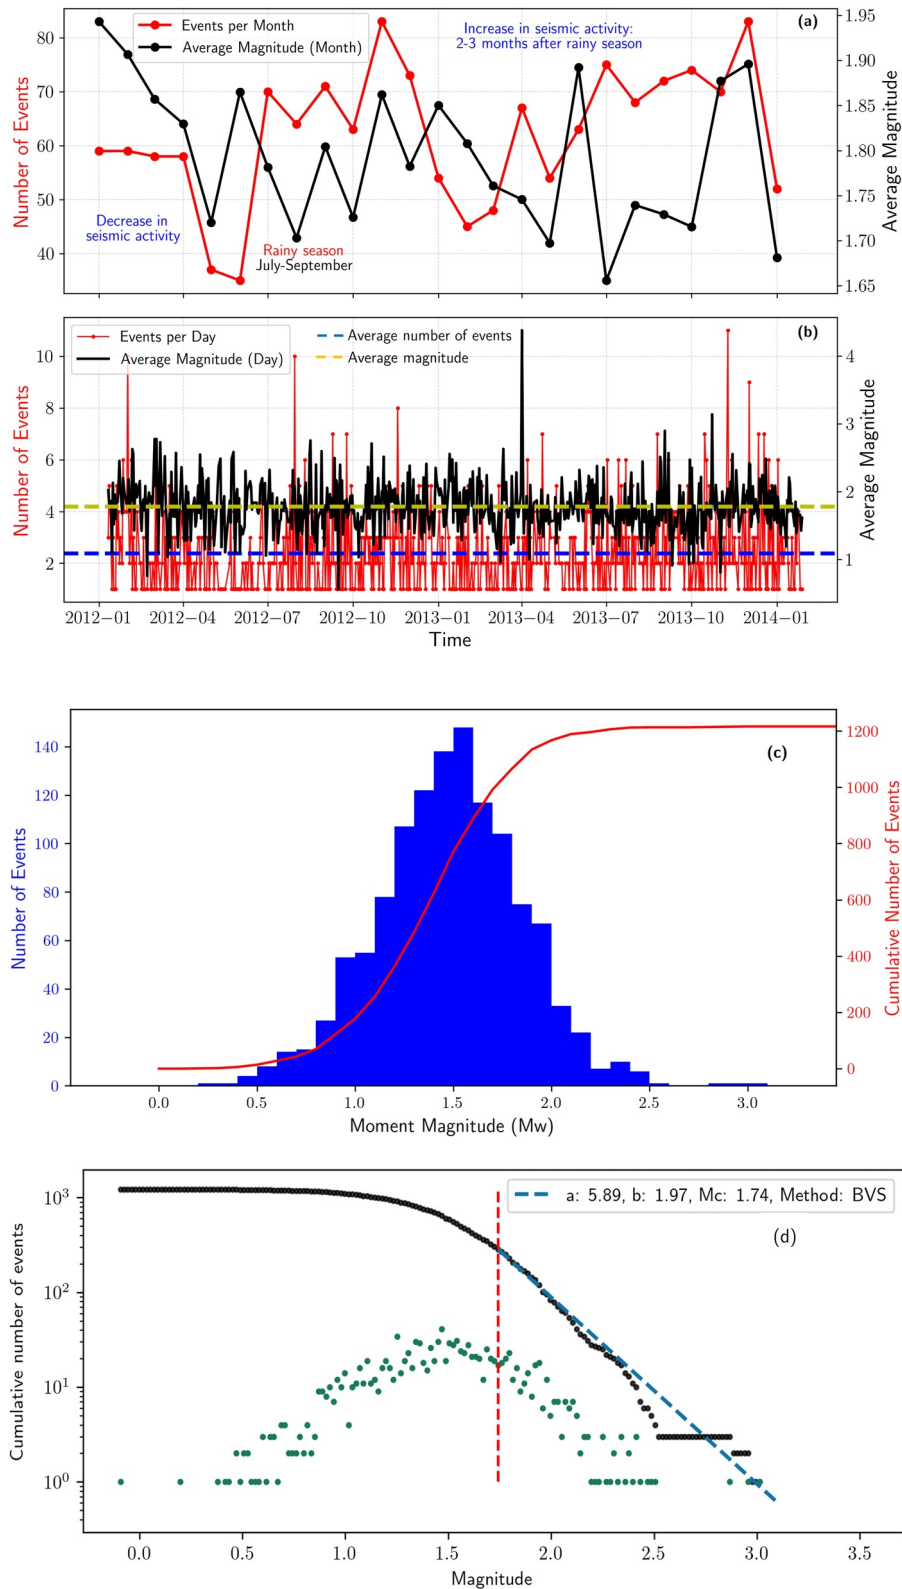 Events per Month
Average Magnitude (Month)
Increase in seismic activity:
2-3 months after rainy season
(a)
Decrease in
seismic activity
Rainy season
July-September
80
70
60
50
40
Number of Events
1.95
1.90
1.85
1.80
1.75
1.70
1.65
Average Magnitude
Events per Day
Average Magnitude (Day)
Average number of events
Average magnitude
(b)
10
8
6
4
2
Number of Events
4
3
2
1
Average Magnitude
2012−01 2012−04 2012−07 2012−10 2013−01 2013−04 2013−07 2013−10 2014−01
Time
(c)
140
120
100
80
60
40
20
0
Number of Events
1200
1000
800
600
400
200
0
Cumulative Number of Events
0.0 0.5 1.0 1.5 2.0 2.5 3.0
Moment Magnitude (Mw)
a: 5.89, b: 1.97, Mc: 1.74, Method: BVS
(d)
10³
10²
10¹
10⁰
Cumulative number of events
0.0 0.5 1.0 1.5 2.0 2.5 3.0 3.5
Magnitude